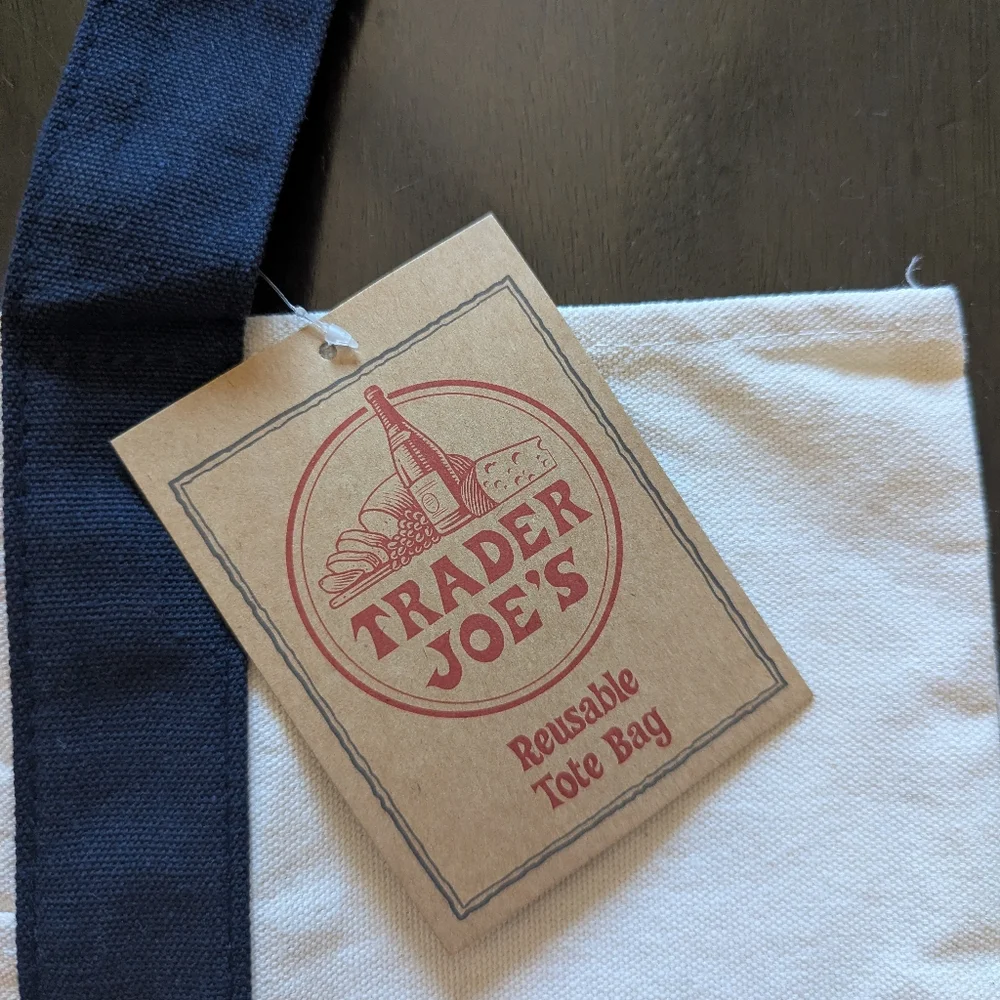 TRADER
JOE'S
Reusable
Tote Bag